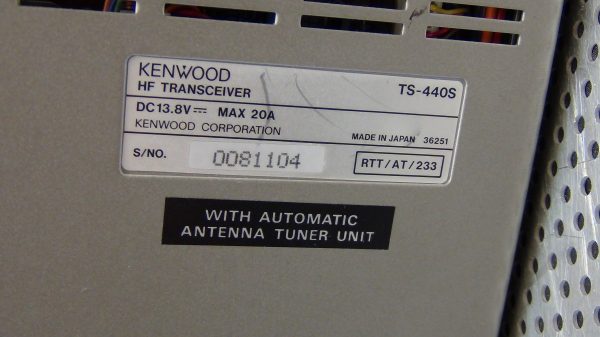 KENWOOD
HF TRANSCEIVER TS-440S
DC13.8V⎓ MAX 20A
KENWOOD CORPORATION
MADE IN JAPAN 36251
S/NO. 0081104 RTT/AT/233
WITH AUTOMATIC
ANTENNA TUNER UNIT